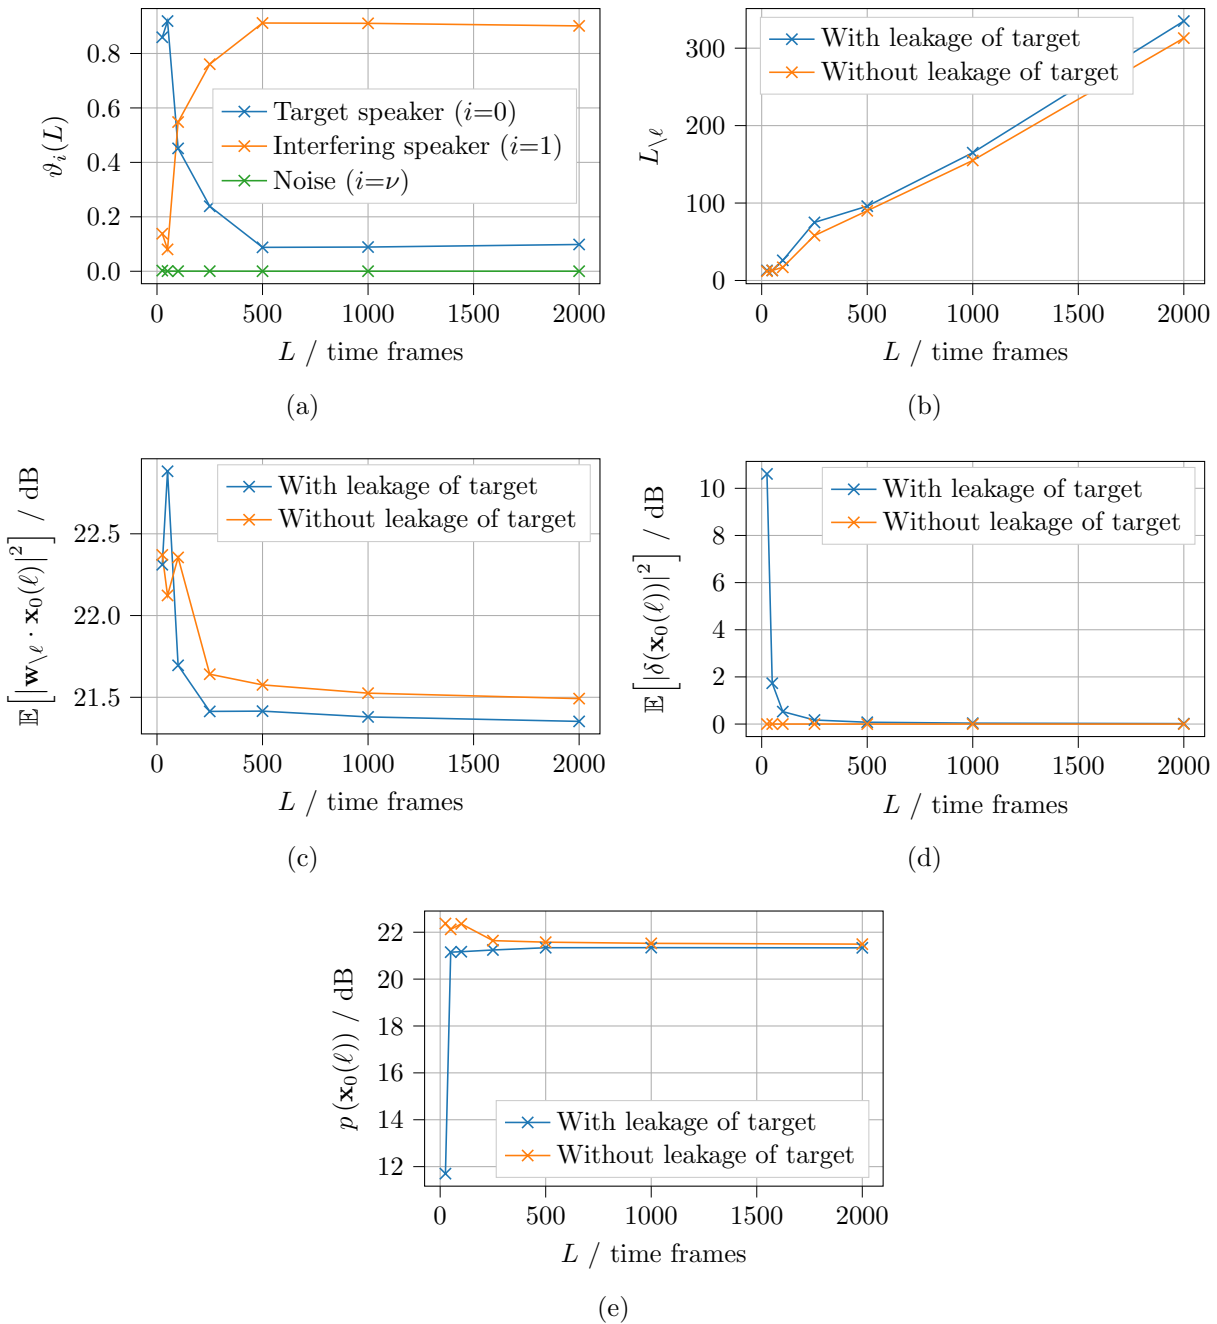 0.8
0.6
0.4
0.2
0.0
ϑ_i(L)
Target speaker (i=0)
Interfering speaker (i=1)
Noise (i=ν)
0 500 1000 1500 2000
L / time frames
(a)
300
200
100
0
L_{\ℓ}
With leakage of target
Without leakage of target
0 500 1000 1500 2000
L / time frames
(b)
22.5
22.0
21.5
𝔼[|w_{\ℓ} · x_0(ℓ)|^2] / dB
With leakage of target
Without leakage of target
0 500 1000 1500 2000
L / time frames
(c)
10
8
6
4
2
0
𝔼[|δ(x_0(ℓ))|^2] / dB
With leakage of target
Without leakage of target
0 500 1000 1500 2000
L / time frames
(d)
22
20
18
16
14
12
p(x_0(ℓ)) / dB
With leakage of target
Without leakage of target
0 500 1000 1500 2000
L / time frames
(e)